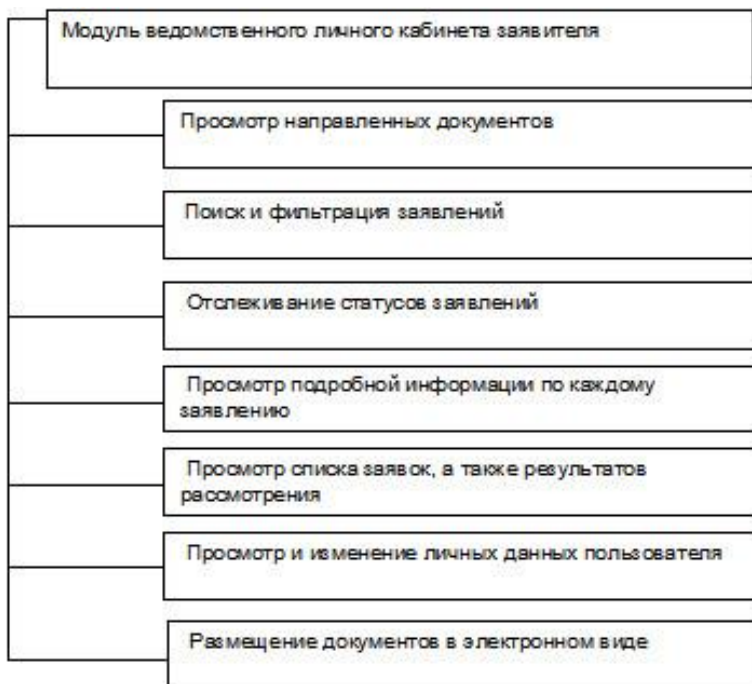 Модуль ведомственного личного кабинета заявителя
Просмотр направленных документов
Поиск и фильтрация заявлений
Отслеживание статусов заявлений
Просмотр подробной информации по каждому
заявлению
Просмотр списка заявок, а также результатов
рассмотрения
Просмотр и изменение личных данных пользователя
Размещение документов в электронном виде